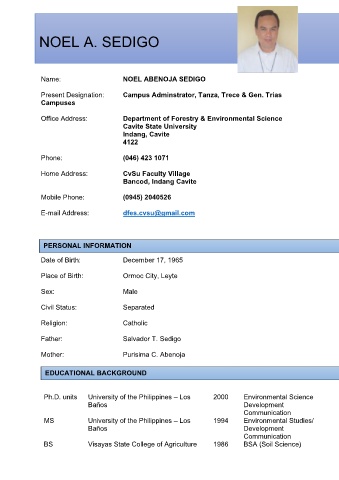 NOEL A. SEDIGO
Name: NOEL ABENOJA SEDIGO
Present Designation: Campus Adminstrator, Tanza, Trece & Gen. Trias
Campuses
Office Address: Department of Forestry & Environmental Science
Cavite State University
Indang, Cavite
4122
Phone: (046) 423 1071
Home Address: CvSu Faculty Village
Bancod, Indang Cavite
Mobile Phone: (0945) 2040526
E-mail Address: dfes.cvsu@gmail.com
PERSONAL INFORMATION
Date of Birth: December 17, 1965
Place of Birth: Ormoc City, Leyte
Sex: Male
Civil Status: Separated
Religion: Catholic
Father: Salvador T. Sedigo
Mother: Purisima C. Abenoja
EDUCATIONAL BACKGROUND
Ph.D. units University of the Philippines – Los 2000 Environmental Science
Baños Development
Communication
MS University of the Philippines – Los 1994 Environmental Studies/
Baños Development
Communication
BS Visayas State College of Agriculture 1986 BSA (Soil Science)